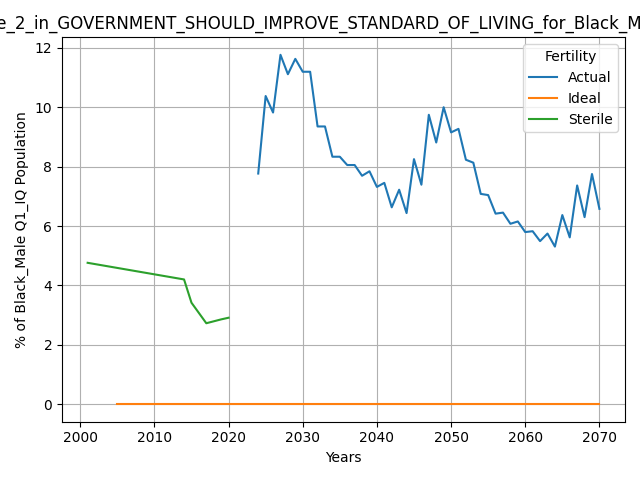 e_2_in_GOVERNMENT_SHOULD_IMPROVE_STANDARD_OF_LIVING_for_Black_M
Fertility
Actual
Ideal
Sterile
% of Black_Male Q1_IQ Population
12
10
8
6
4
2
0
2000 2010 2020 2030 2040 2050 2060 2070
Years